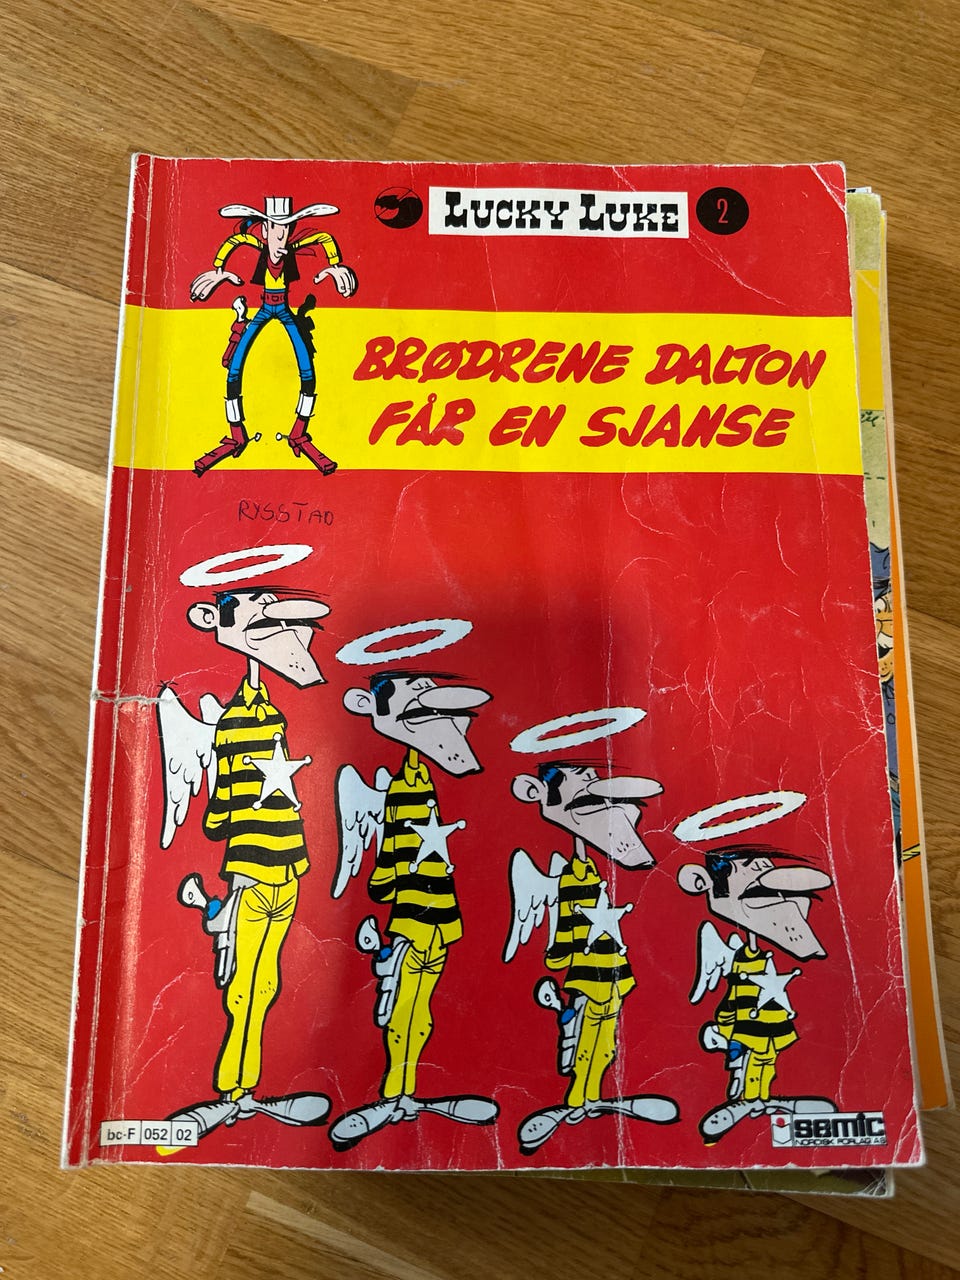 LUCKY LUKE 2
BRØDRENE DALTON
FÅR EN SJANSE
RYSSTAD
bc-F 052 02
semic
NORDISK FORLAG AS